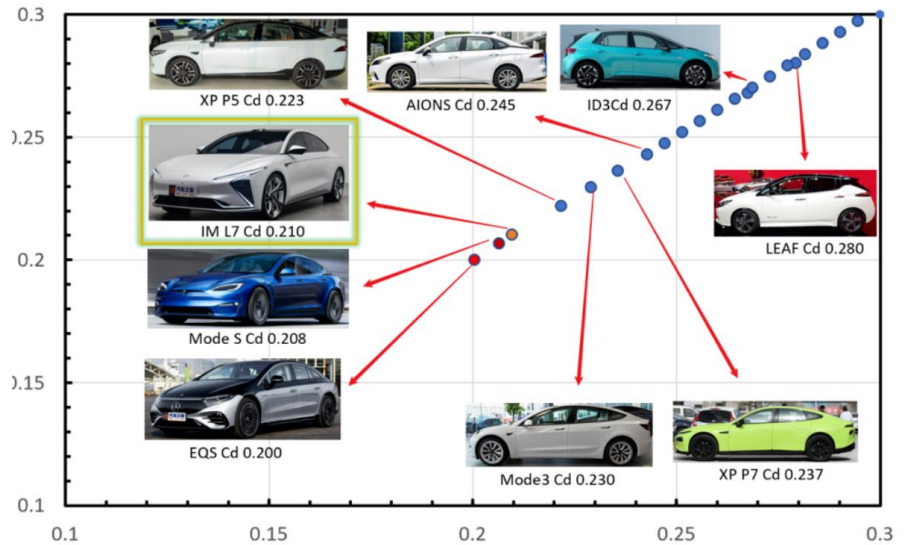 0.3
XP P5 Cd 0.223
AIONS Cd 0.245
ID3Cd 0.267
0.25
IM L7 Cd 0.210
LEAF Cd 0.280
0.2
Mode S Cd 0.208
0.15
EQS Cd 0.200
Mode3 Cd 0.230
XP P7 Cd 0.237
0.1
0.1 0.15 0.2 0.25 0.3